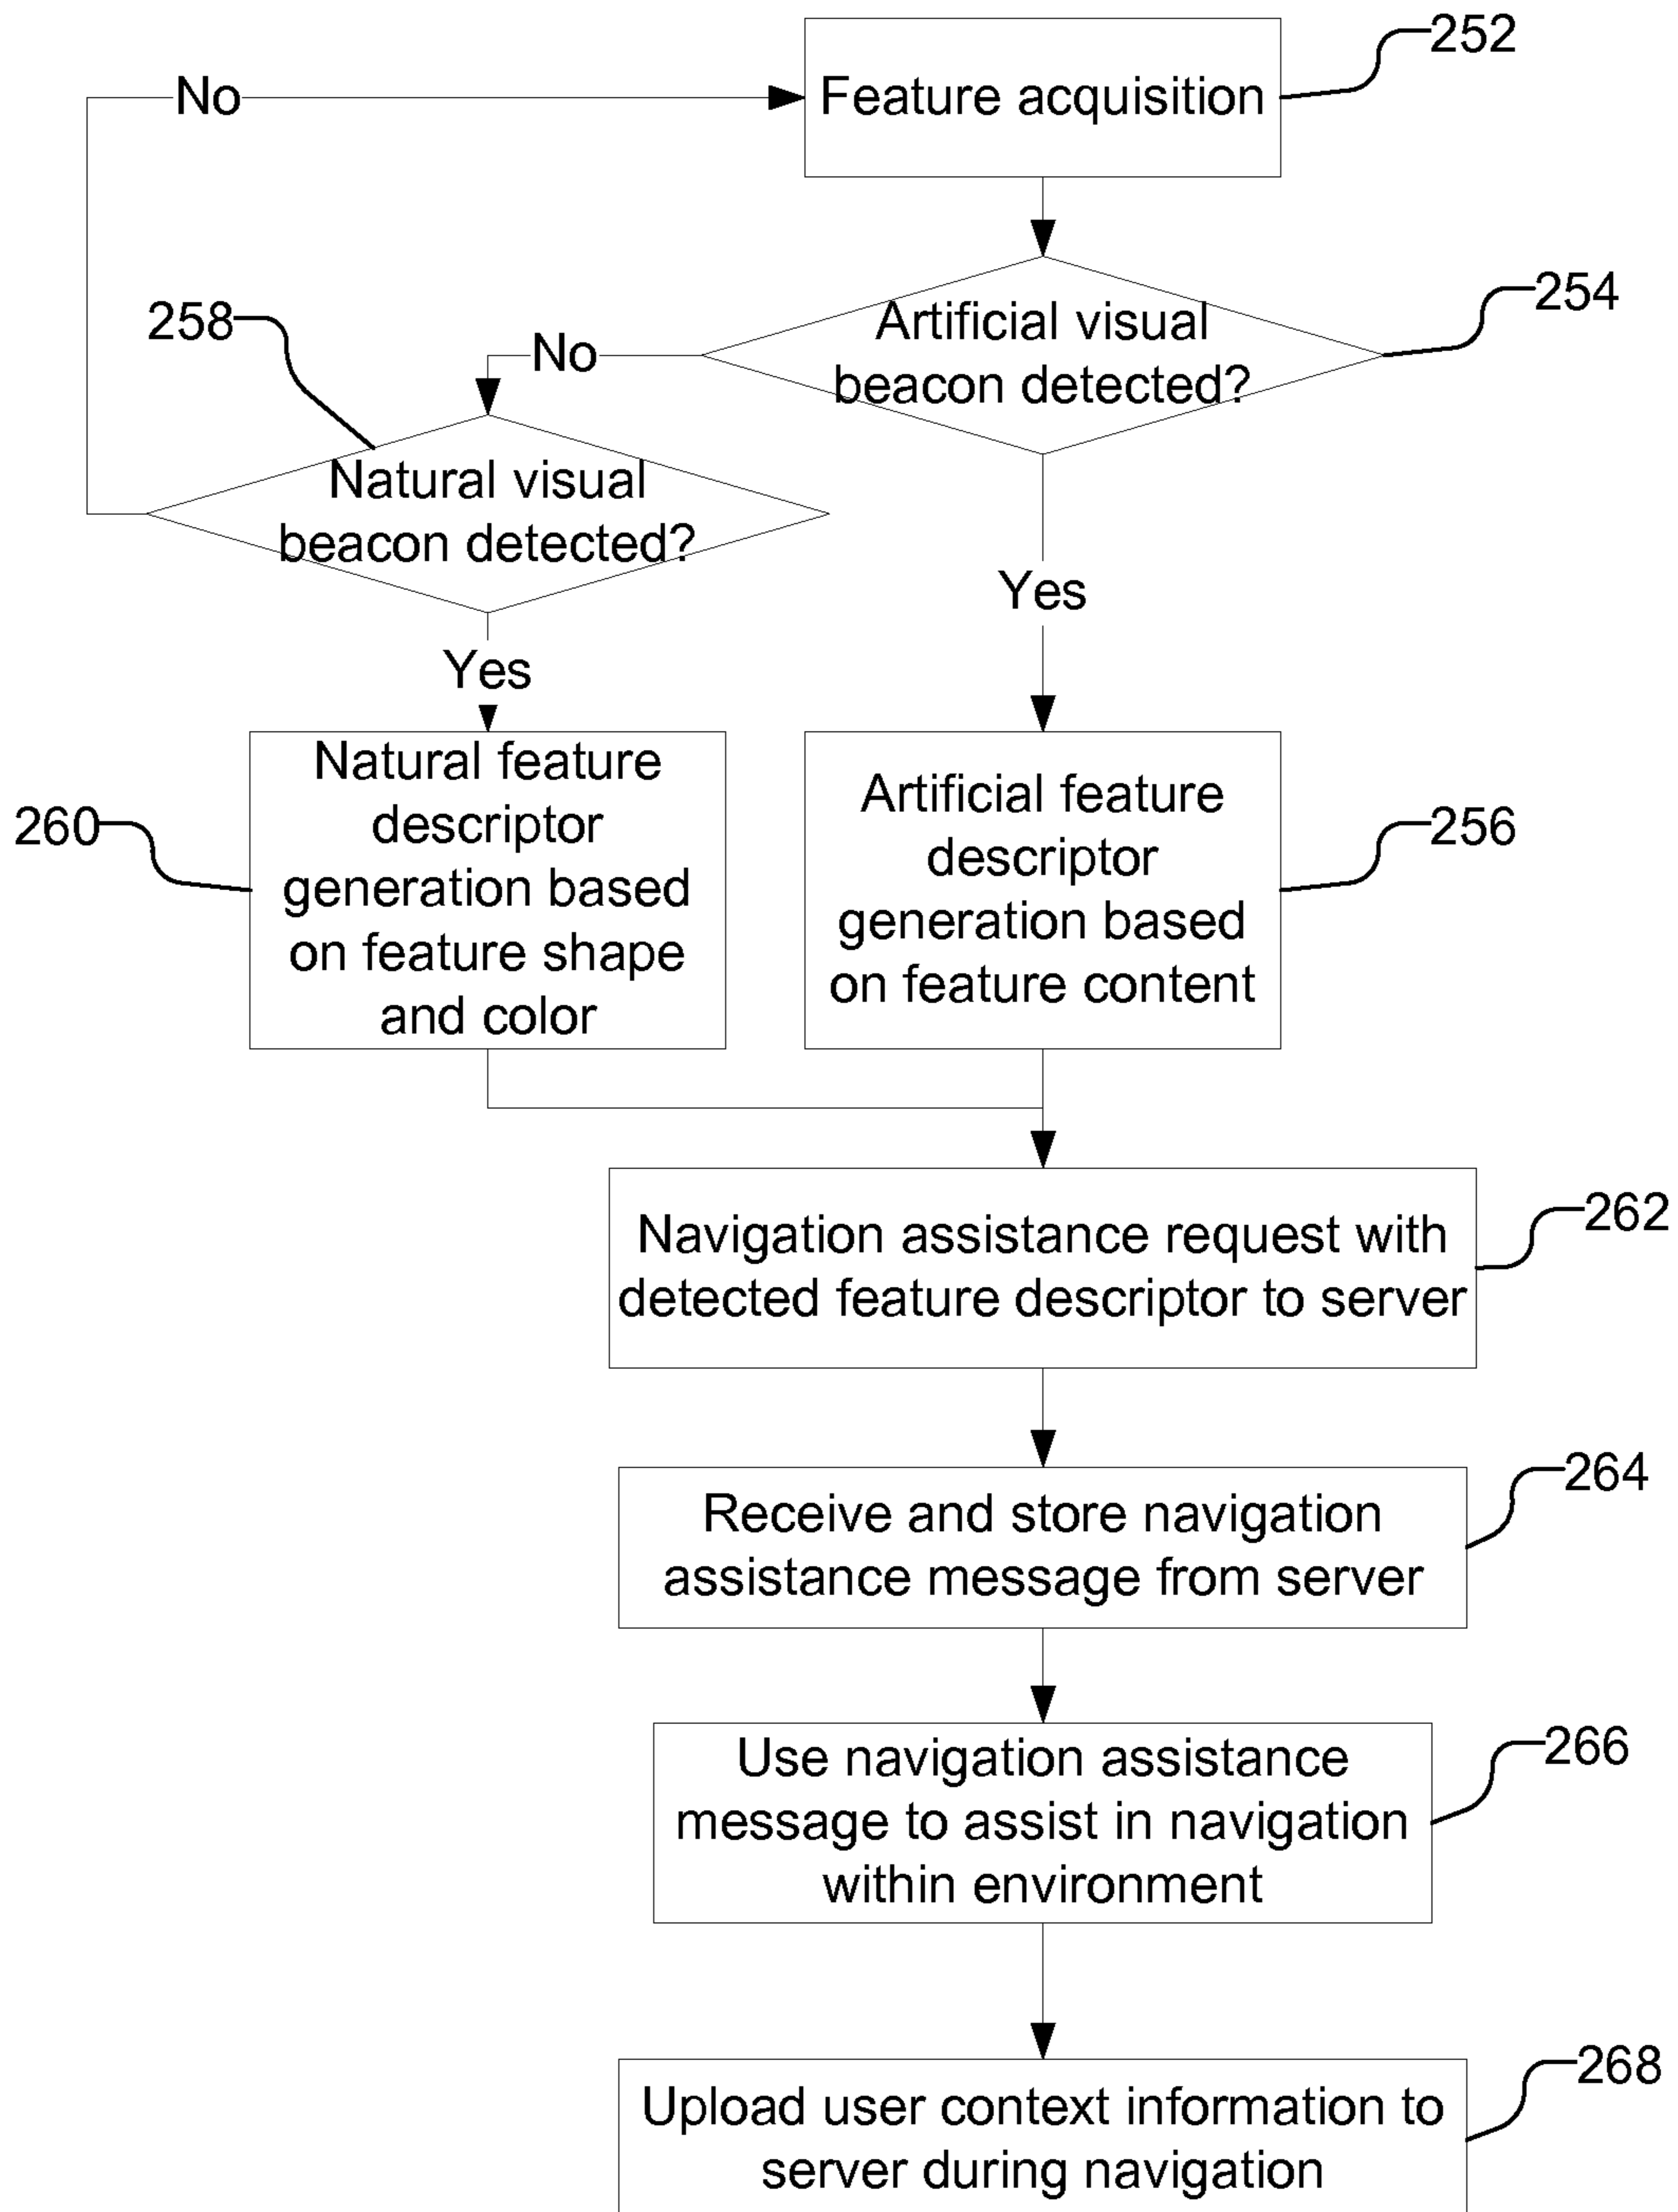 252
No
Feature acquisition
254
Artificial visual
beacon detected?
258
No
Natural visual
beacon detected?
Yes
Yes
260
Natural feature
descriptor
generation based
on feature shape
and color
Artificial feature
descriptor
generation based
on feature content
256
Navigation assistance request with
detected feature descriptor to server
262
Receive and store navigation
assistance message from server
264
Use navigation assistance
message to assist in navigation
within environment
266
Upload user context information to
server during navigation
268